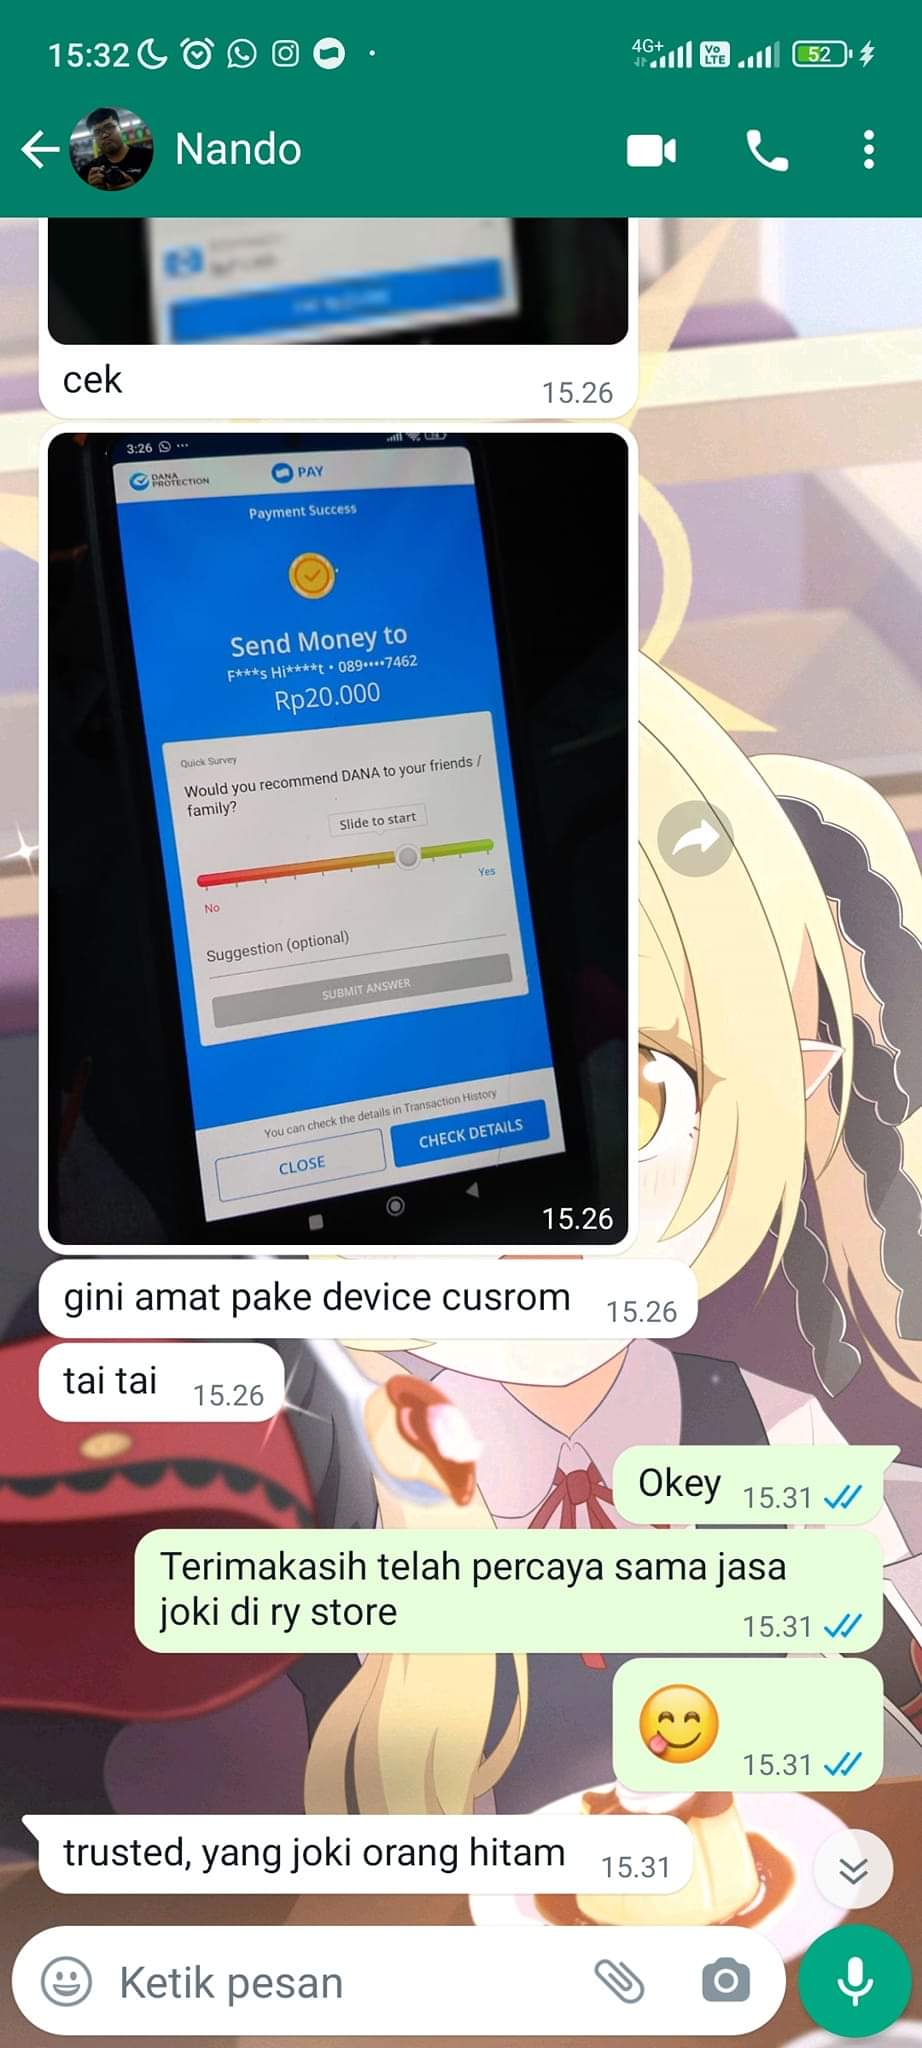 15:32
4G+
Vo
LTE
52
Nando
cek
15.26
3:26
DANA
PROTECTION
PAY
Payment Success
Send Money to
F***s Hi****t • 089••••7462
Rp20.000
Quick Survey
Would you recommend DANA to your friends /
family?
Slide to start
No
Yes
Suggestion (optional)
SUBMIT ANSWER
You can check the details in Transaction History
CLOSE
CHECK DETAILS
15.26
gini amat pake device cusrom
15.26
tai tai
15.26
Okey
15.31
Terimakasih telah percaya sama jasa
joki di ry store
15.31
15.31
trusted, yang joki orang hitam
15.31
Ketik pesan